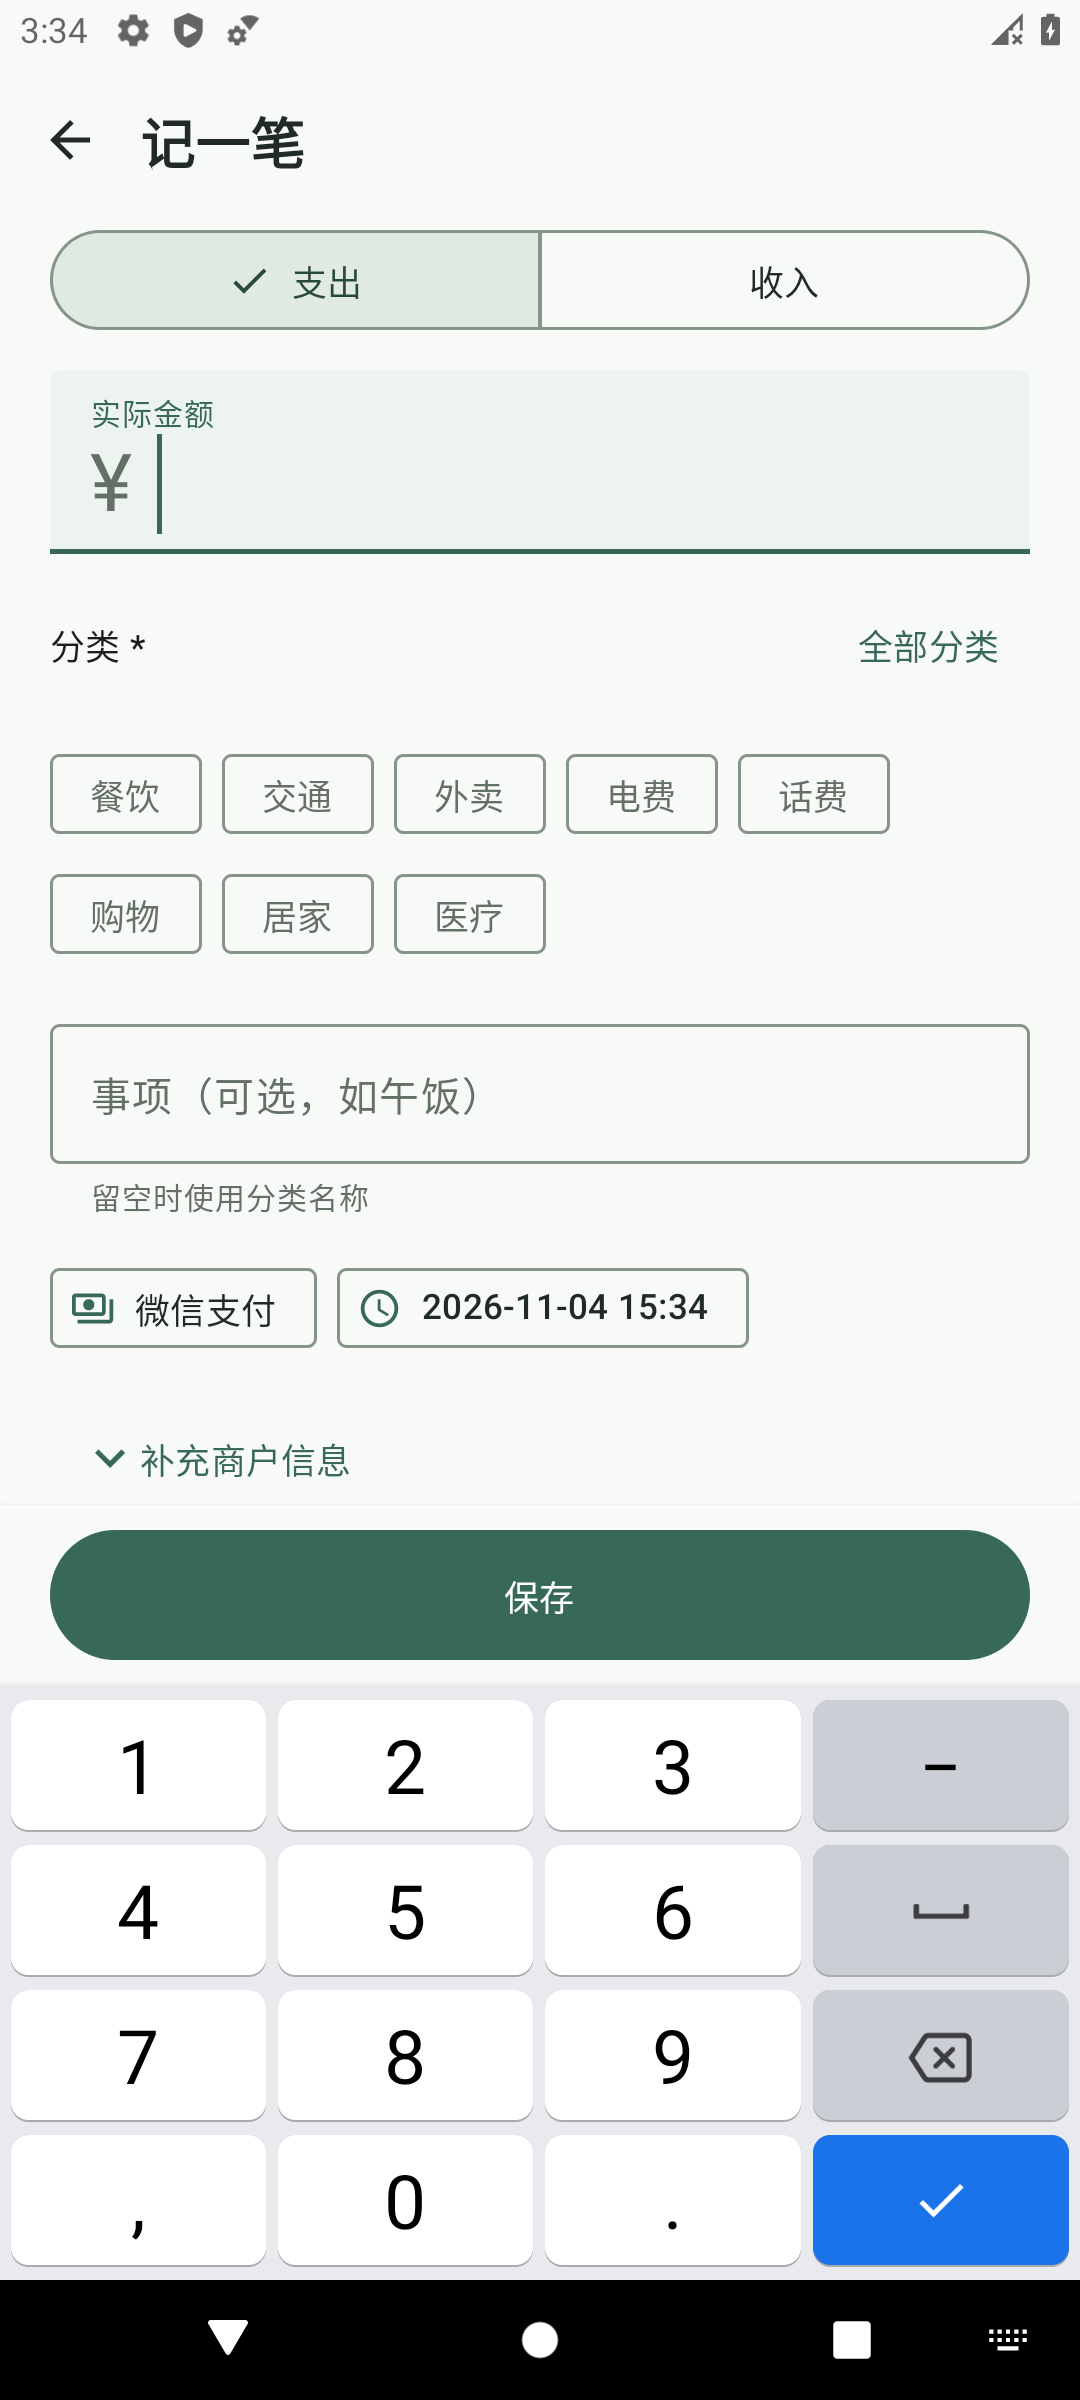 3:34
记一笔
支出
收入
实际金额
¥
分类 *
全部分类
餐饮
交通
外卖
电费
话费
购物
居家
医疗
事项（可选，如午饭）
留空时使用分类名称
微信支付
2026-11-04 15:34
补充商户信息
保存
1 2 3 –
4 5 6
7 8 9
, 0 .